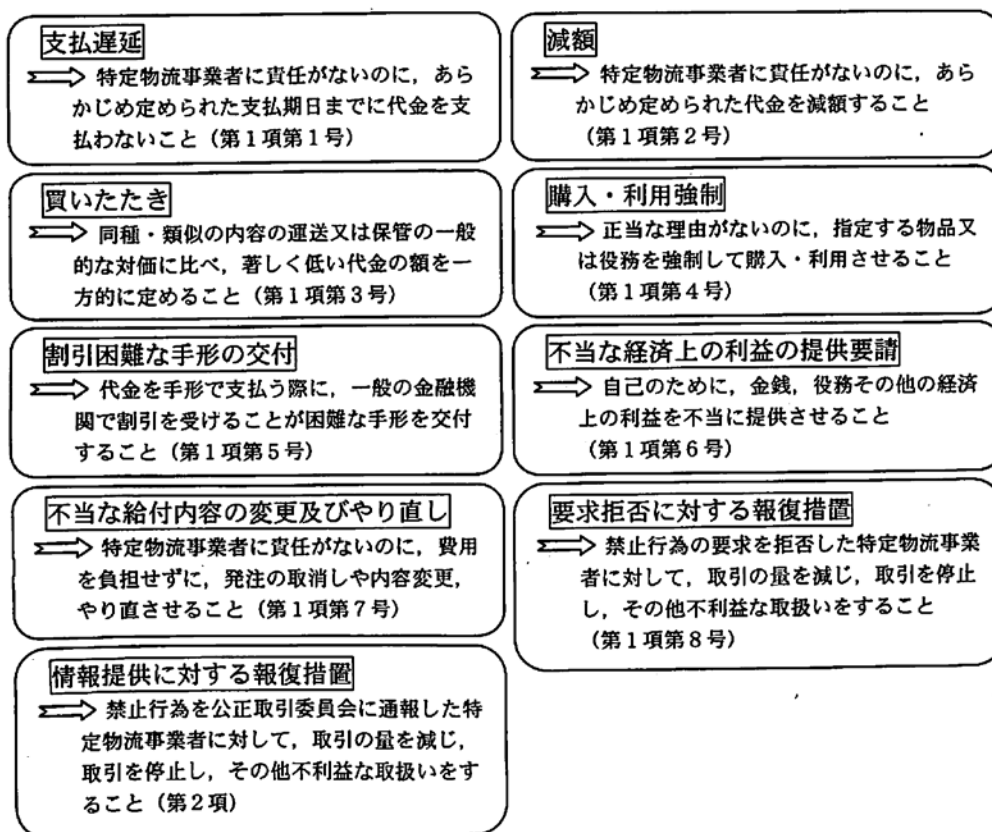 支払遅延
特定物流事業者に責任がないのに，あら
かじめ定められた支払期日までに代金を支
払わないこと（第１項第１号）
減額
特定物流事業者に責任がないのに，あら
かじめ定められた代金を減額すること
（第１項第２号）
買いたたき
同種・類似の内容の運送又は保管の一般
的な対価に比べ，著しく低い代金の額を一
方的に定めること（第１項第３号）
購入・利用強制
正当な理由がないのに，指定する物品又
は役務を強制して購入・利用させること
（第１項第４号）
割引困難な手形の交付
代金を手形で支払う際に，一般の金融機
関で割引を受けることが困難な手形を交付
すること（第１項第５号）
不当な経済上の利益の提供要請
自己のために，金銭，役務その他の経済
上の利益を不当に提供させること
（第１項第６号）
不当な給付内容の変更及びやり直し
特定物流事業者に責任がないのに，費用
を負担せずに，発注の取消しや内容変更，
やり直させること（第１項第７号）
要求拒否に対する報復措置
禁止行為の要求を拒否した特定物流事業
者に対して，取引の量を減じ，取引を停止
し，その他不利益な取扱いをすること
（第１項第８号）
情報提供に対する報復措置
禁止行為を公正取引委員会に通報した特
定物流事業者に対して，取引の量を減じ，
取引を停止し，その他不利益な取扱いをす
ること（第２項）